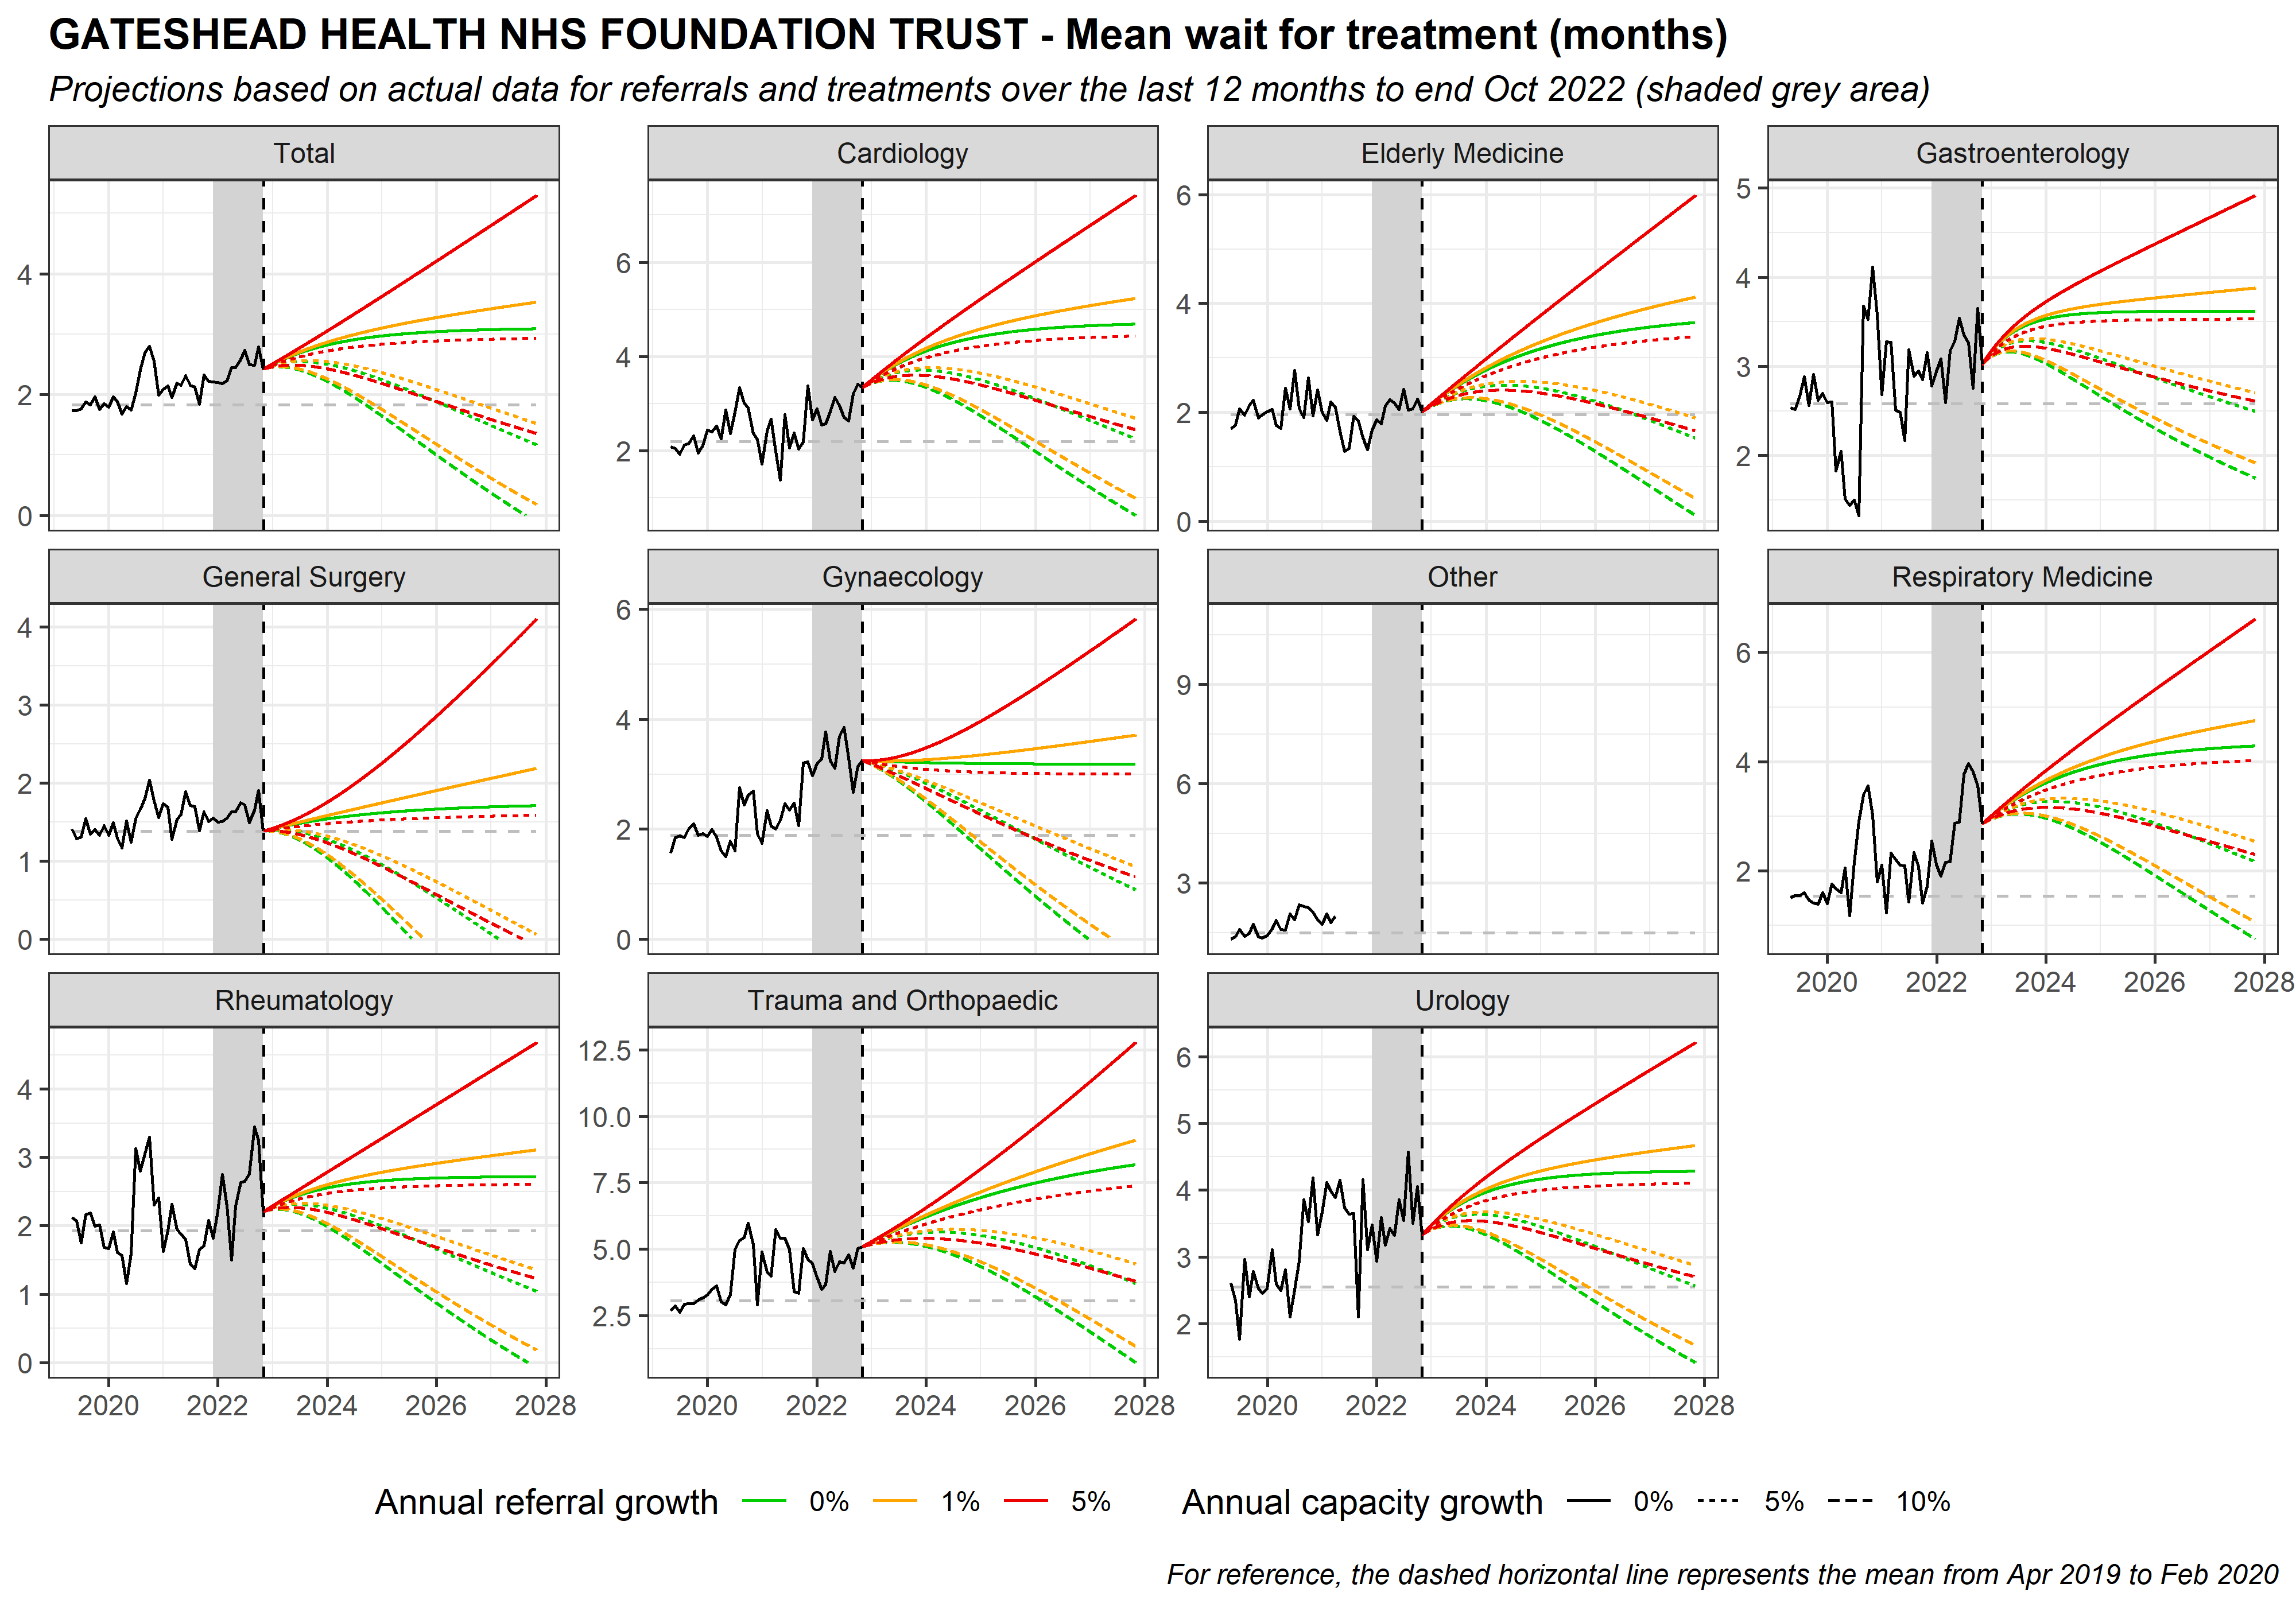 GATESHEAD HEALTH NHS FOUNDATION TRUST - Mean wait for treatment (months)
Projections based on actual data for referrals and treatments over the last 12 months to end Oct 2022 (shaded grey area)
Total
Cardiology
Elderly Medicine
Gastroenterology
4
2
0
6
4
2
6
4
2
0
5
4
3
2
General Surgery
Gynaecology
Other
Respiratory Medicine
4
3
2
1
0
6
4
2
0
9
6
3
6
4
2
2020 2022 2024 2026 2028
Rheumatology
Trauma and Orthopaedic
Urology
4
3
2
1
0
12.5
10.0
7.5
5.0
2.5
6
5
4
3
2
2020 2022 2024 2026 2028
2020 2022 2024 2026 2028
2020 2022 2024 2026 2028
Annual referral growth 0% 1% 5%
Annual capacity growth 0% 5% 10%
For reference, the dashed horizontal line represents the mean from Apr 2019 to Feb 2020